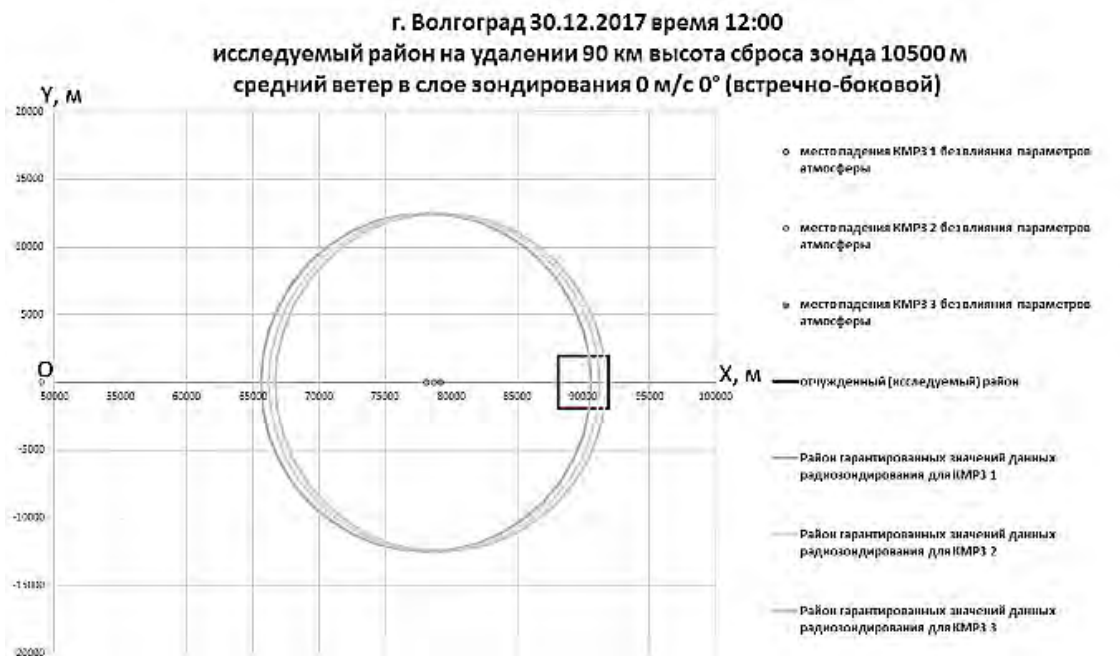 г. Волгоград 30.12.2017 время 12:00
исследуемый район на удалении 90 км высота сброса зонда 10500 м
средний ветер в слое зондирования 0 м/с 0° (встречно-боковой)
Y, м
20000
15000
10000
5000
O
0
X, м
50000 55000 60000 65000 70000 75000 80000 85000 90000 95000 100000
-5000
-10000
-15000
-20000
место падения КМРЗ 1 без влияния параметров
атмосферы
место падения КМРЗ 2 без влияния параметров
атмосферы
место падения КМРЗ 3 без влияния параметров
атмосферы
отчужденный (исследуемый) район
Район гарантированных значений данных
радиозондирования для КМРЗ 1
Район гарантированных значений данных
радиозондирования для КМРЗ 2
Район гарантированных значений данных
радиозондирования для КМРЗ 3